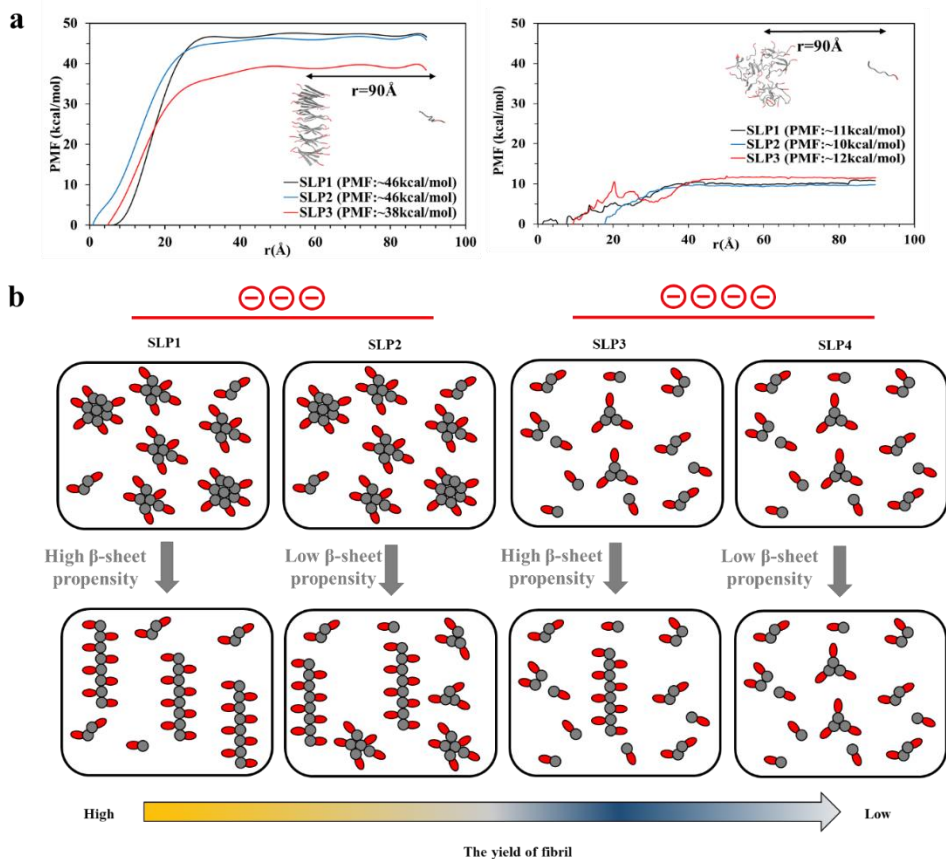 a
50
40
30
20
10
0
PMF (kcal/mol)
r=90Å
SLP1 (PMF:~46kcal/mol)
SLP2 (PMF:~46kcal/mol)
SLP3 (PMF:~38kcal/mol)
0 20 40 60 80 100
r(Å)
50
40
30
20
10
0
PMF (kcal/mol)
r=90Å
SLP1 (PMF:~11kcal/mol)
SLP2 (PMF:~10kcal/mol)
SLP3 (PMF:~12kcal/mol)
0 20 40 60 80 100
r(Å)
b
SLP1 SLP2 SLP3 SLP4
High β-sheet
propensity
Low β-sheet
propensity
High β-sheet
propensity
Low β-sheet
propensity
High Low
The yield of fibril